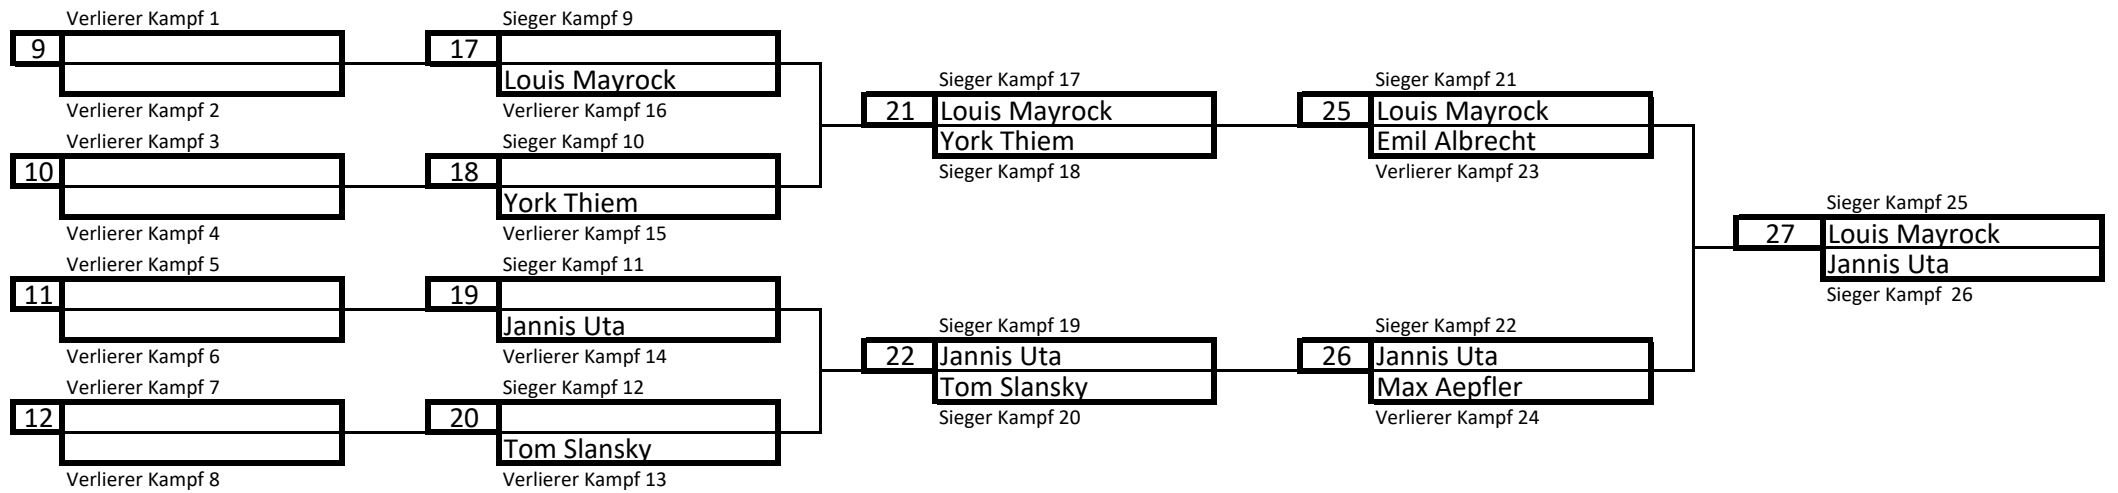 Verlierer Kampf 1
9
Verlierer Kampf 2
Verlierer Kampf 3
10
Verlierer Kampf 4
Verlierer Kampf 5
11
Verlierer Kampf 6
Verlierer Kampf 7
12
Verlierer Kampf 8
Sieger Kampf 9
17
Louis Mayrock
Verlierer Kampf 16
Sieger Kampf 10
18
York Thiem
Verlierer Kampf 15
Sieger Kampf 11
19
Jannis Uta
Verlierer Kampf 14
Sieger Kampf 12
20
Tom Slansky
Verlierer Kampf 13
Sieger Kampf 17
21 Louis Mayrock
York Thiem
Sieger Kampf 18
Sieger Kampf 19
22 Jannis Uta
Tom Slansky
Sieger Kampf 20
Sieger Kampf 21
25 Louis Mayrock
Emil Albrecht
Verlierer Kampf 23
Sieger Kampf 22
26 Jannis Uta
Max Aepfler
Verlierer Kampf 24
Sieger Kampf 25
27 Louis Mayrock
Jannis Uta
Sieger Kampf 26